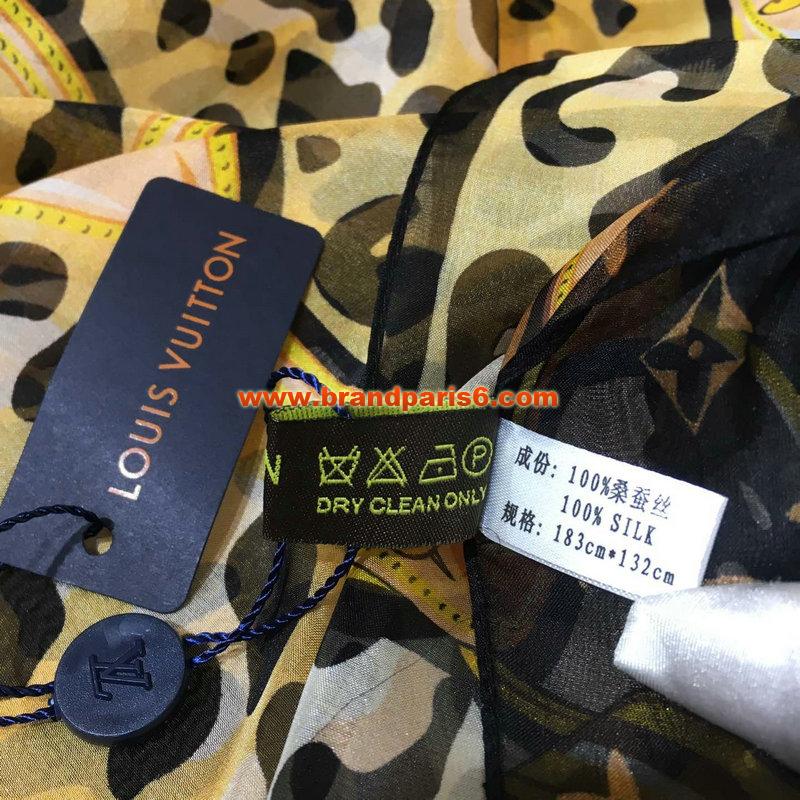 LOUIS VUITTON
www.brandparis6.com
N
DRY CLEAN ONLY
成份: 100%桑蚕丝
100% SILK
规格: 183cm*132cm
LV